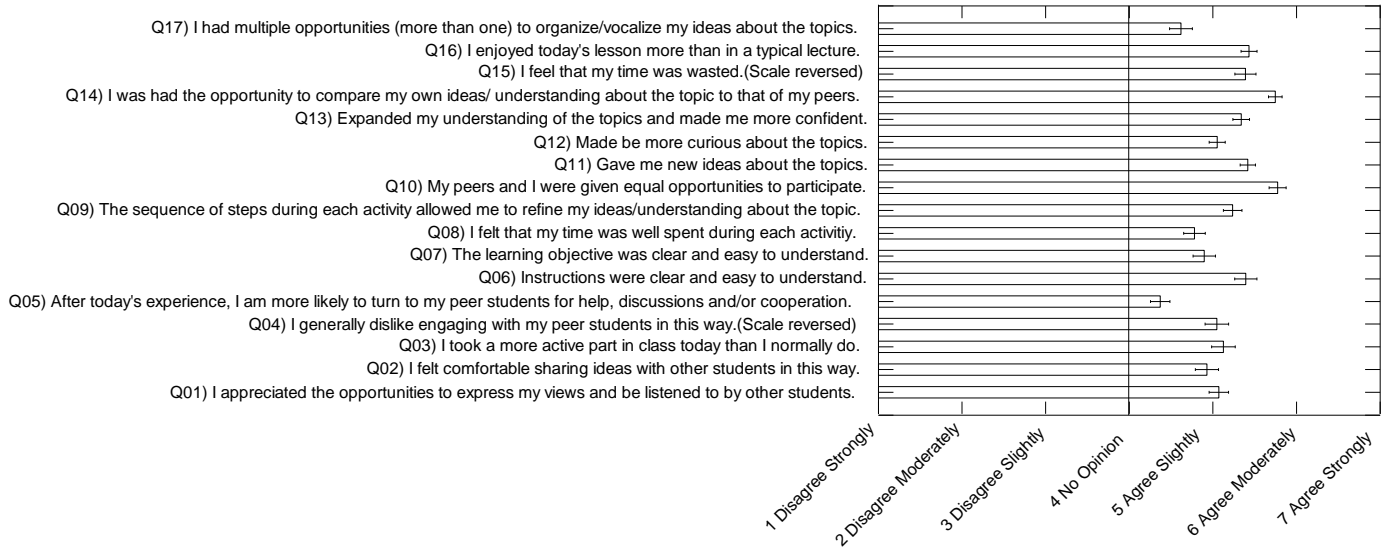 Q17) I had multiple opportunities (more than one) to organize/vocalize my ideas about the topics.
Q16) I enjoyed today's lesson more than in a typical lecture.
Q15) I feel that my time was wasted.(Scale reversed)
Q14) I was had the opportunity to compare my own ideas/ understanding about the topic to that of my peers.
Q13) Expanded my understanding of the topics and made me more confident.
Q12) Made be more curious about the topics.
Q11) Gave me new ideas about the topics.
Q10) My peers and I were given equal opportunities to participate.
Q09) The sequence of steps during each activity allowed me to refine my ideas/understanding about the topic.
Q08) I felt that my time was well spent during each activitiy.
Q07) The learning objective was clear and easy to understand.
Q06) Instructions were clear and easy to understand.
Q05) After today's experience, I am more likely to turn to my peer students for help, discussions and/or cooperation.
Q04) I generally dislike engaging with my peer students in this way.(Scale reversed)
Q03) I took a more active part in class today than I normally do.
Q02) I felt comfortable sharing ideas with other students in this way.
Q01) I appreciated the opportunities to express my views and be listened to by other students.
1 Disagree Strongly
2 Disagree Moderately
3 Disagree Slightly
4 No Opinion
5 Agree Slightly
6 Agree Moderately
7 Agree Strongly